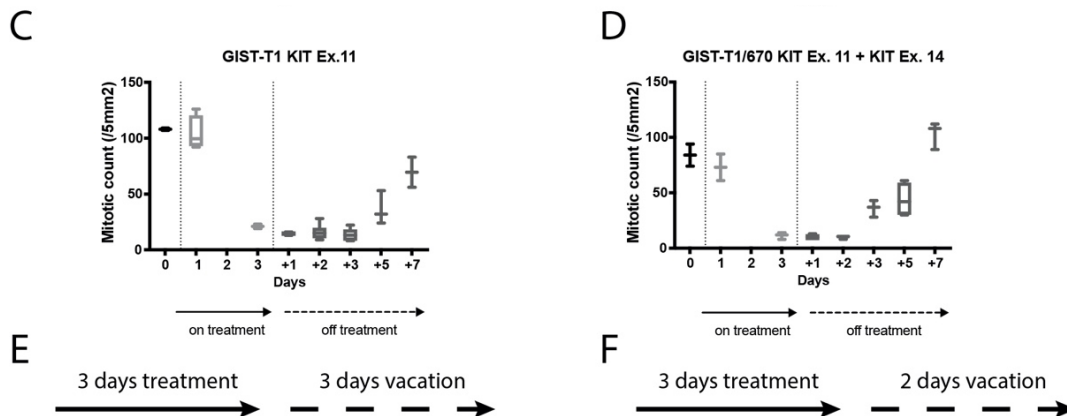 C
GIST-T1 KIT Ex.11
Mitotic count (/5mm2)
150
100
50
0
0 1 2 3 +1 +2 +3 +5 +7
Days
on treatment off treatment
D
GIST-T1/670 KIT Ex. 11 + KIT Ex. 14
Mitotic count (/5mm2)
150
100
50
0
0 1 2 3 +1 +2 +3 +5 +7
Days
on treatment off treatment
E
3 days treatment 3 days vacation
F
3 days treatment 2 days vacation